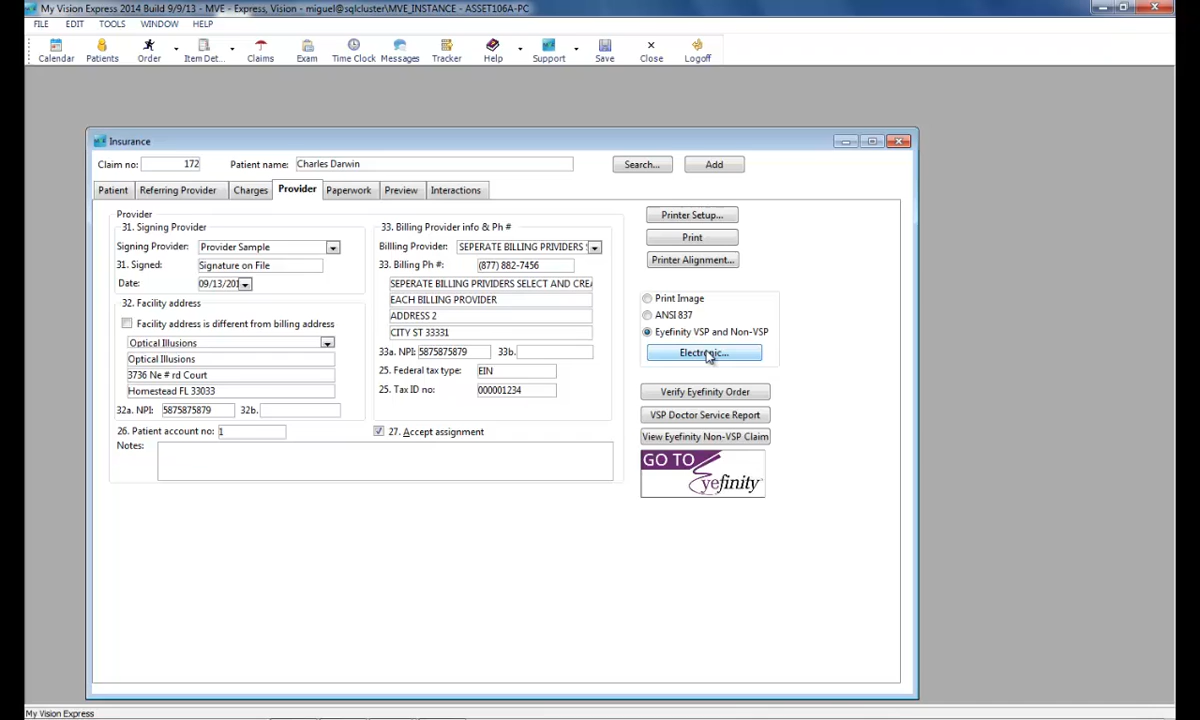 My Vision Express 2014 Build 9/9/13 - MVE - Express, Vision - miguel@sqlcluster@MVE_INSTANCE - ASSET106A-PC
FILE EDIT TOOLS WINDOW HELP
Calendar Patients Order Item Det... Claims Exam Time Clock Messages Tracker Help Support Save Close Logoff
Insurance
Claim no: 172 Patient name: Charles Darwin Search... Add
Patient Referring Provider Charges Provider Paperwork Preview Interactions
Provider
31. Signing Provider
Signing Provider: Provider Sample
31. Signed: Signature on File
Date: 09/13/201
32. Facility address
Facility address is different from billing address
Optical Illusions
Optical Illusions
3736 Ne # rd Court
Homestead FL 33033
32a. NPI: 5875875879 32b.
33. Billing Provider info & Ph #
Billling Provider: SEPERATE BILLING PRIVIDERS
33. Billing Ph #: (877) 882-7456
SEPERATE BILLING PRIVIDERS SELECT AND CREA
EACH BILLING PROVIDER
ADDRESS 2
CITY ST 33331
33a. NPI: 5875875879 33b.
25. Federal tax type: EIN
25. Tax ID no: 000001234
26. Patient account no: 1 27. Accept assignment
Notes:
Printer Setup...
Print
Printer Alignment...
Print Image
ANSI 837
Eyefinity VSP and Non-VSP
Electronic...
Verify Eyefinity Order
VSP Doctor Service Report
View Eyefinity Non-VSP Claim
GO TO
eyefinity
My Vision Express